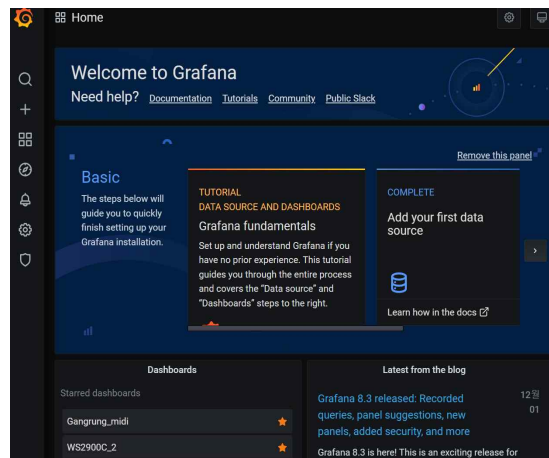 Home
Welcome to Grafana
Need help? Documentation Tutorials Community Public Slack
Remove this panel
Basic
The steps below will
guide you to quickly
finish setting up your
Grafana installation.
TUTORIAL
DATA SOURCE AND DASHBOARDS
Grafana fundamentals
Set up and understand Grafana if you
have no prior experience. This tutorial
guides you through the entire process
and covers the “Data source” and
“Dashboards” steps to the right.
COMPLETE
Add your first data
source
Learn how in the docs
Dashboards
Starred dashboards
Gangrung_midi
WS2900C_2
Latest from the blog
Grafana 8.3 released: Recorded
queries, panel suggestions, new
panels, added security, and more
12월
01
Grafana 8.3 is here! This is an exciting release for